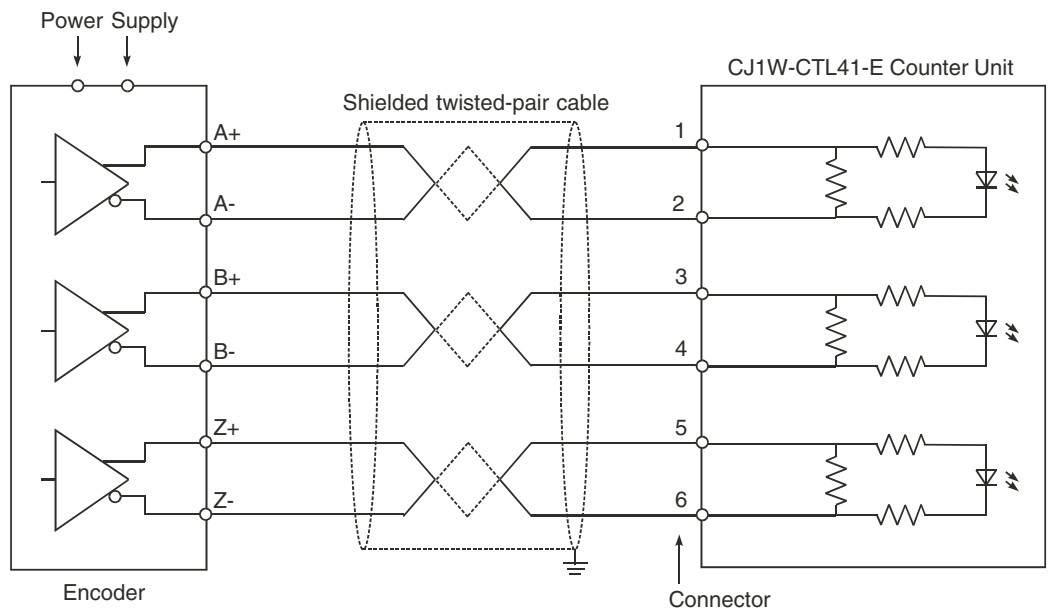 Power Supply
CJ1W-CTL41-E Counter Unit
Shielded twisted-pair cable
A+
1
A-
2
B+
3
B-
4
Z+
5
Z-
6
Encoder
Connector